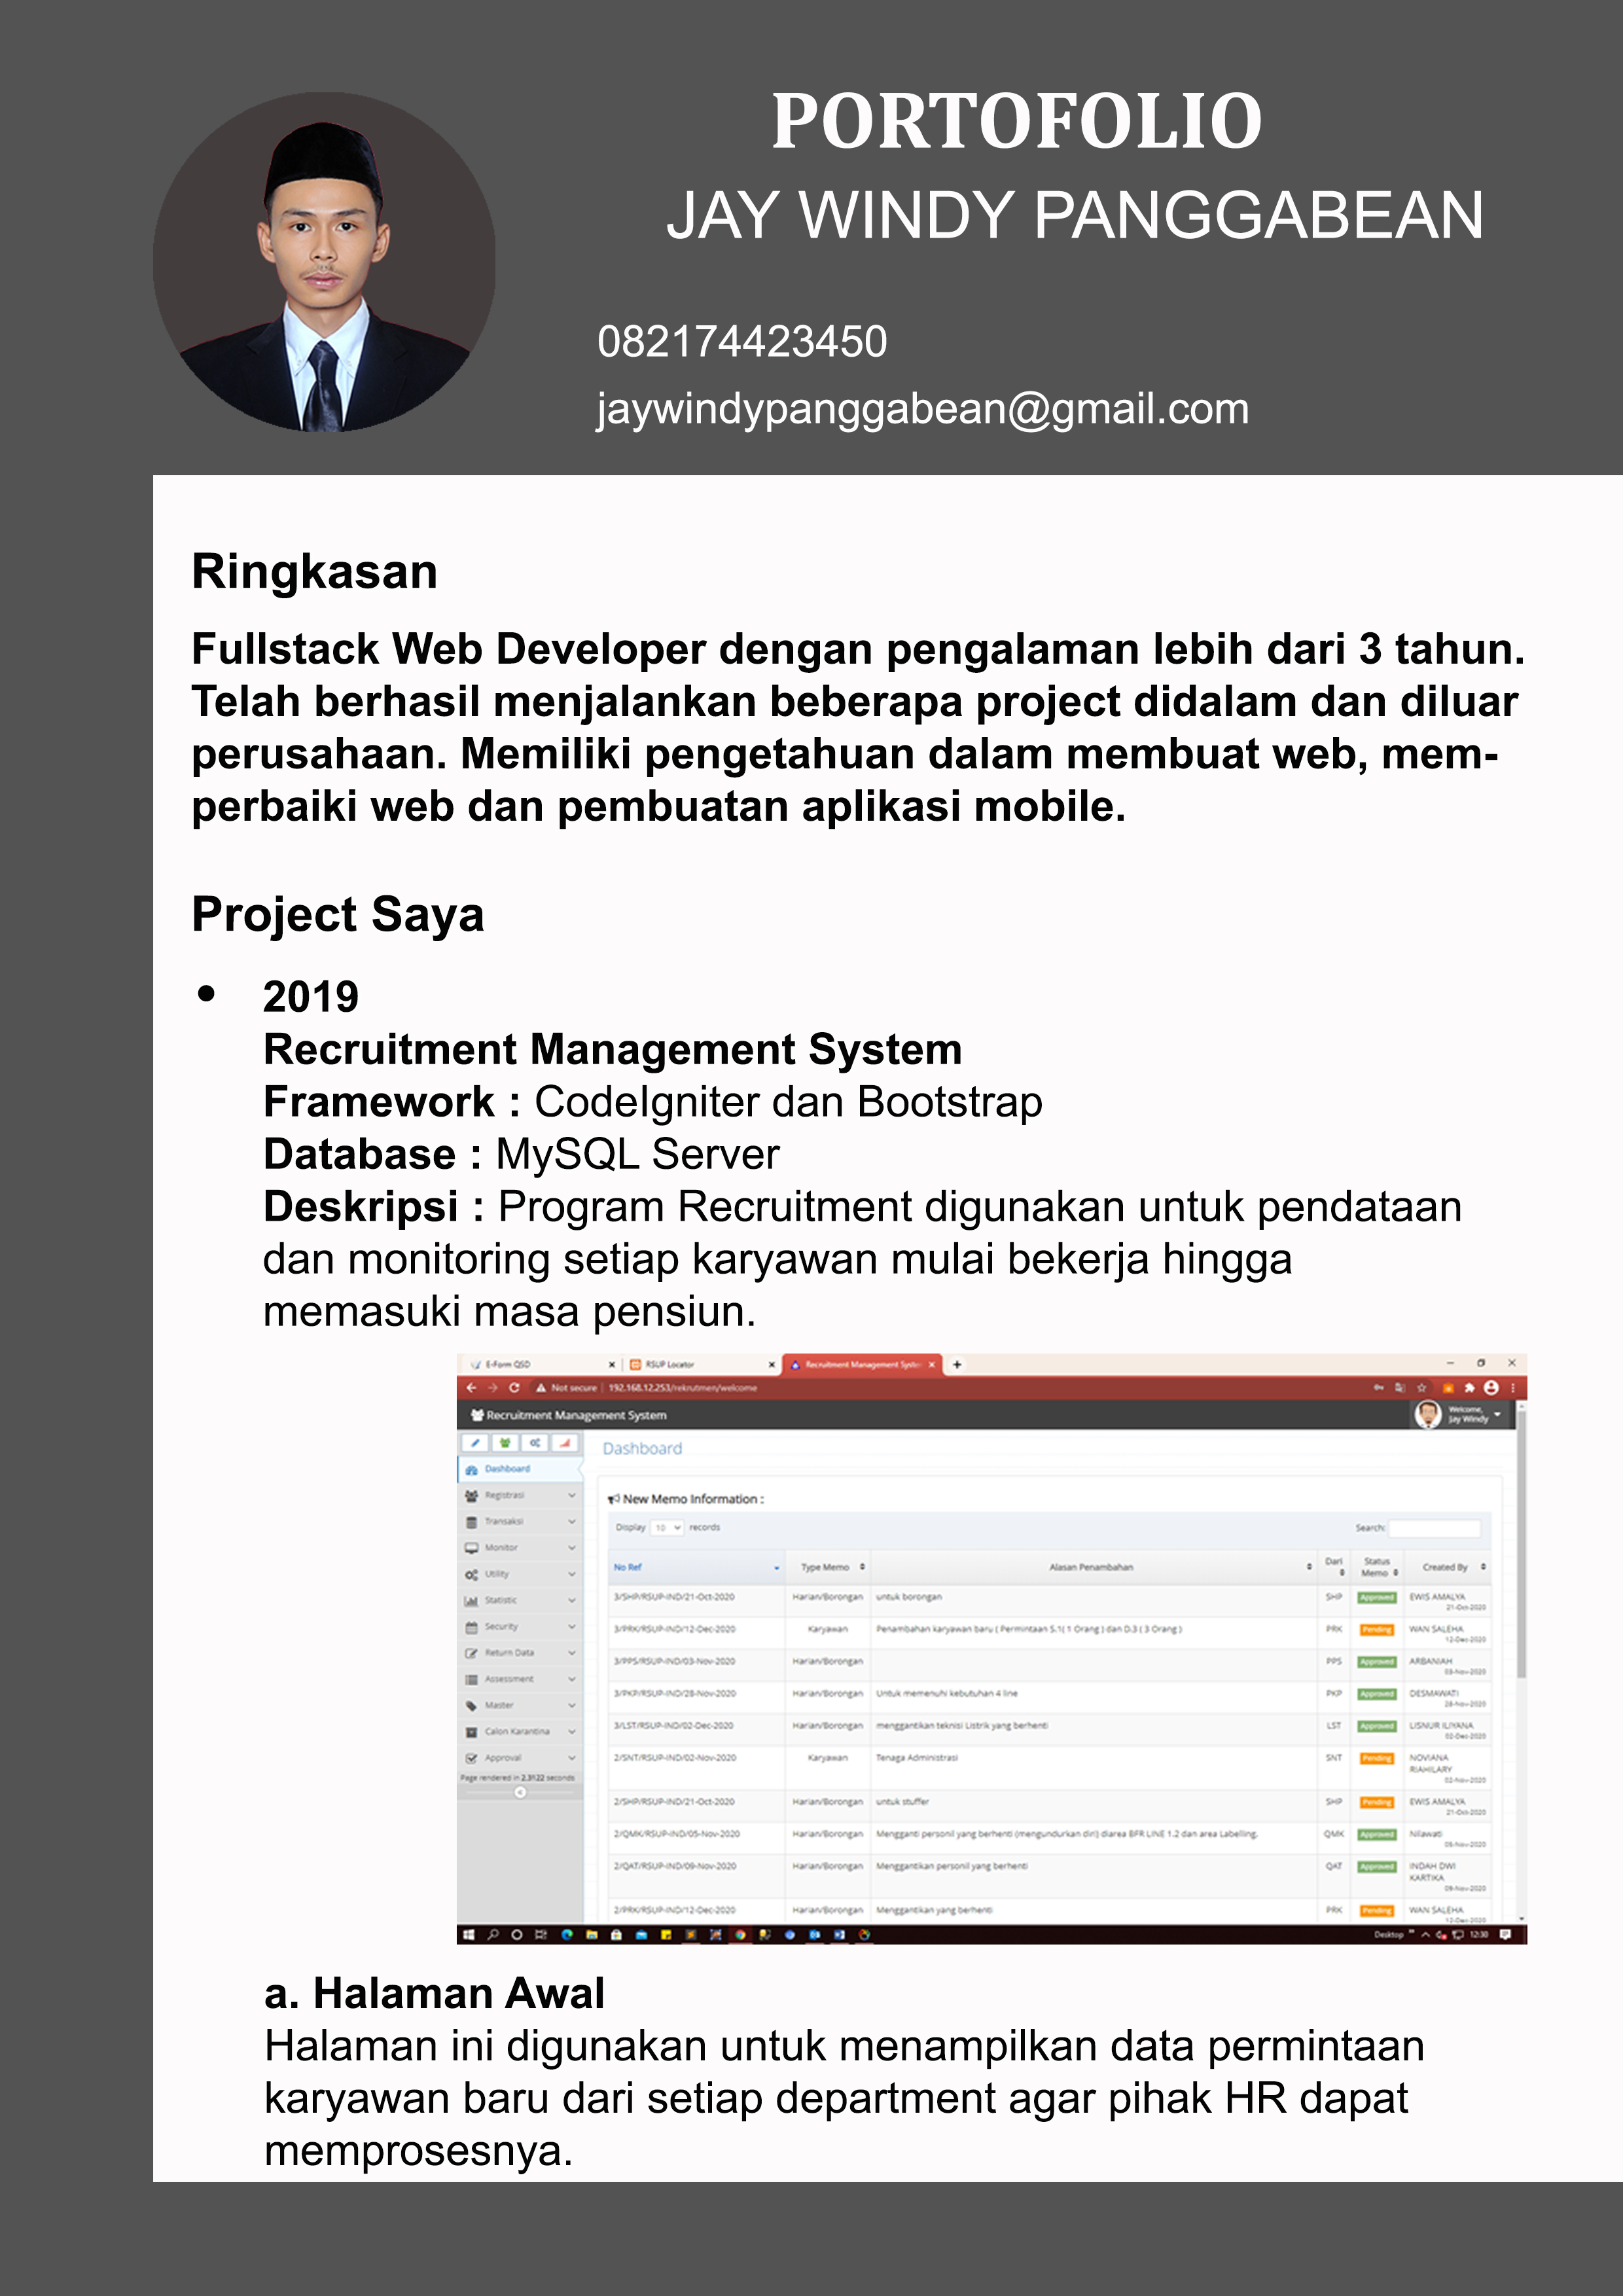 PORTOFOLIO
JAY WINDY PANGGABEAN
082174423450
jaywindypanggabean@gmail.com
Ringkasan
Fullstack Web Developer dengan pengalaman lebih dari 3 tahun.
Telah berhasil menjalankan beberapa project didalam dan diluar
perusahaan. Memiliki pengetahuan dalam membuat web, mem-
perbaiki web dan pembuatan aplikasi mobile.
Project Saya
• 2019
Recruitment Management System
Framework : CodeIgniter dan Bootstrap
Database : MySQL Server
Deskripsi : Program Recruitment digunakan untuk pendataan
dan monitoring setiap karyawan mulai bekerja hingga
memasuki masa pensiun.
E-Form QSD
RSUP Locator
Recruitment Management Syste
Not secure | 192.168.12.253/rekrutmen/welcome
Recruitment Management System
Welcome,
Jay Windy
Dashboard
Registrasi
Transaksi
Monitor
Utility
Statistic
Security
Return Data
Assessment
Master
Calon Karantina
Approval
Page rendered in 2.3122 seconds
Dashboard
New Memo Information :
Display 10 records
Search:
No Ref Type Memo Alasan Penambahan Dari Status Memo Created By
3/SHP/RSUP-IND/21-Oct-2020 Harian/Borongan untuk borongan SHP Approved EWIS AMALYA
21-Oct-2020
3/PRK/RSUP-IND/12-Dec-2020 Karyawan Penambahan karyawan baru ( Permintaan S.1( 1 Orang ) dan D.3 ( 3 Orang ) PRK Pending WAN SALEHA
12-Dec-2020
3/PPS/RSUP-IND/03-Nov-2020 Harian/Borongan PPS Approved ARBANIAH
03-Nov-2020
3/PKP/RSUP-IND/28-Nov-2020 Harian/Borongan Untuk memenuhi kebutuhan 4 line PKP Approved DESMAWATI
28-Nov-2020
3/LST/RSUP-IND/02-Dec-2020 Harian/Borongan menggantikan teknisi Listrik yang berhenti LST Approved LISNUR ILIYANA
02-Dec-2020
2/SNT/RSUP-IND/02-Nov-2020 Karyawan Tenaga Administrasi SNT Pending NOVIANA
RIAHILARY
02-Nov-2020
2/SHP/RSUP-IND/21-Oct-2020 Harian/Borongan untuk stuffer SHP Pending EWIS AMALYA
21-Oct-2020
2/QMK/RSUP-IND/05-Nov-2020 Harian/Borongan Mengganti personil yang berhenti (mengundurkan diri) diarea BFR LINE 1.2 dan area Labelling. QMK Approved Nilawati
05-Nov-2020
2/QAT/RSUP-IND/09-Nov-2020 Harian/Borongan Menggantikan personil yang berhenti QAT Approved INDAH DWI
KARTIKA
09-Nov-2020
2/PRK/RSUP-IND/12-Dec-2020 Harian/Borongan Menggantikan yang berhenti PRK Pending WAN SALEHA
12-Dec-2020
Desktop 12:30
a. Halaman Awal
Halaman ini digunakan untuk menampilkan data permintaan
karyawan baru dari setiap department agar pihak HR dapat
memprosesnya.